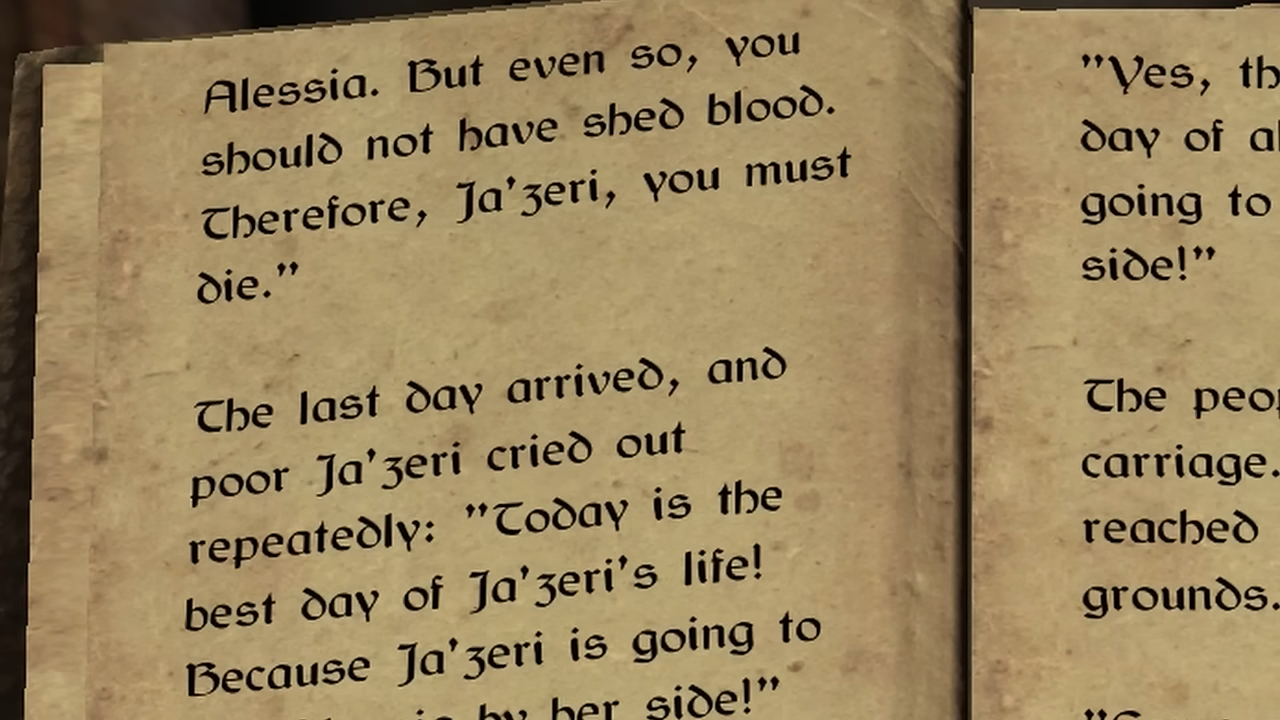 Alessia. But even so, you
should not have shed blood.
Therefore, Ja'zeri, you must
die."
The last day arrived, and
poor Ja'zeri cried out
repeatedly: "Today is the
best day of Ja'zeri's life!
Because Ja'zeri is going to
is by her side!"
"Yes,
day of
going to
side!"
The
carriage.
reached
grounds.